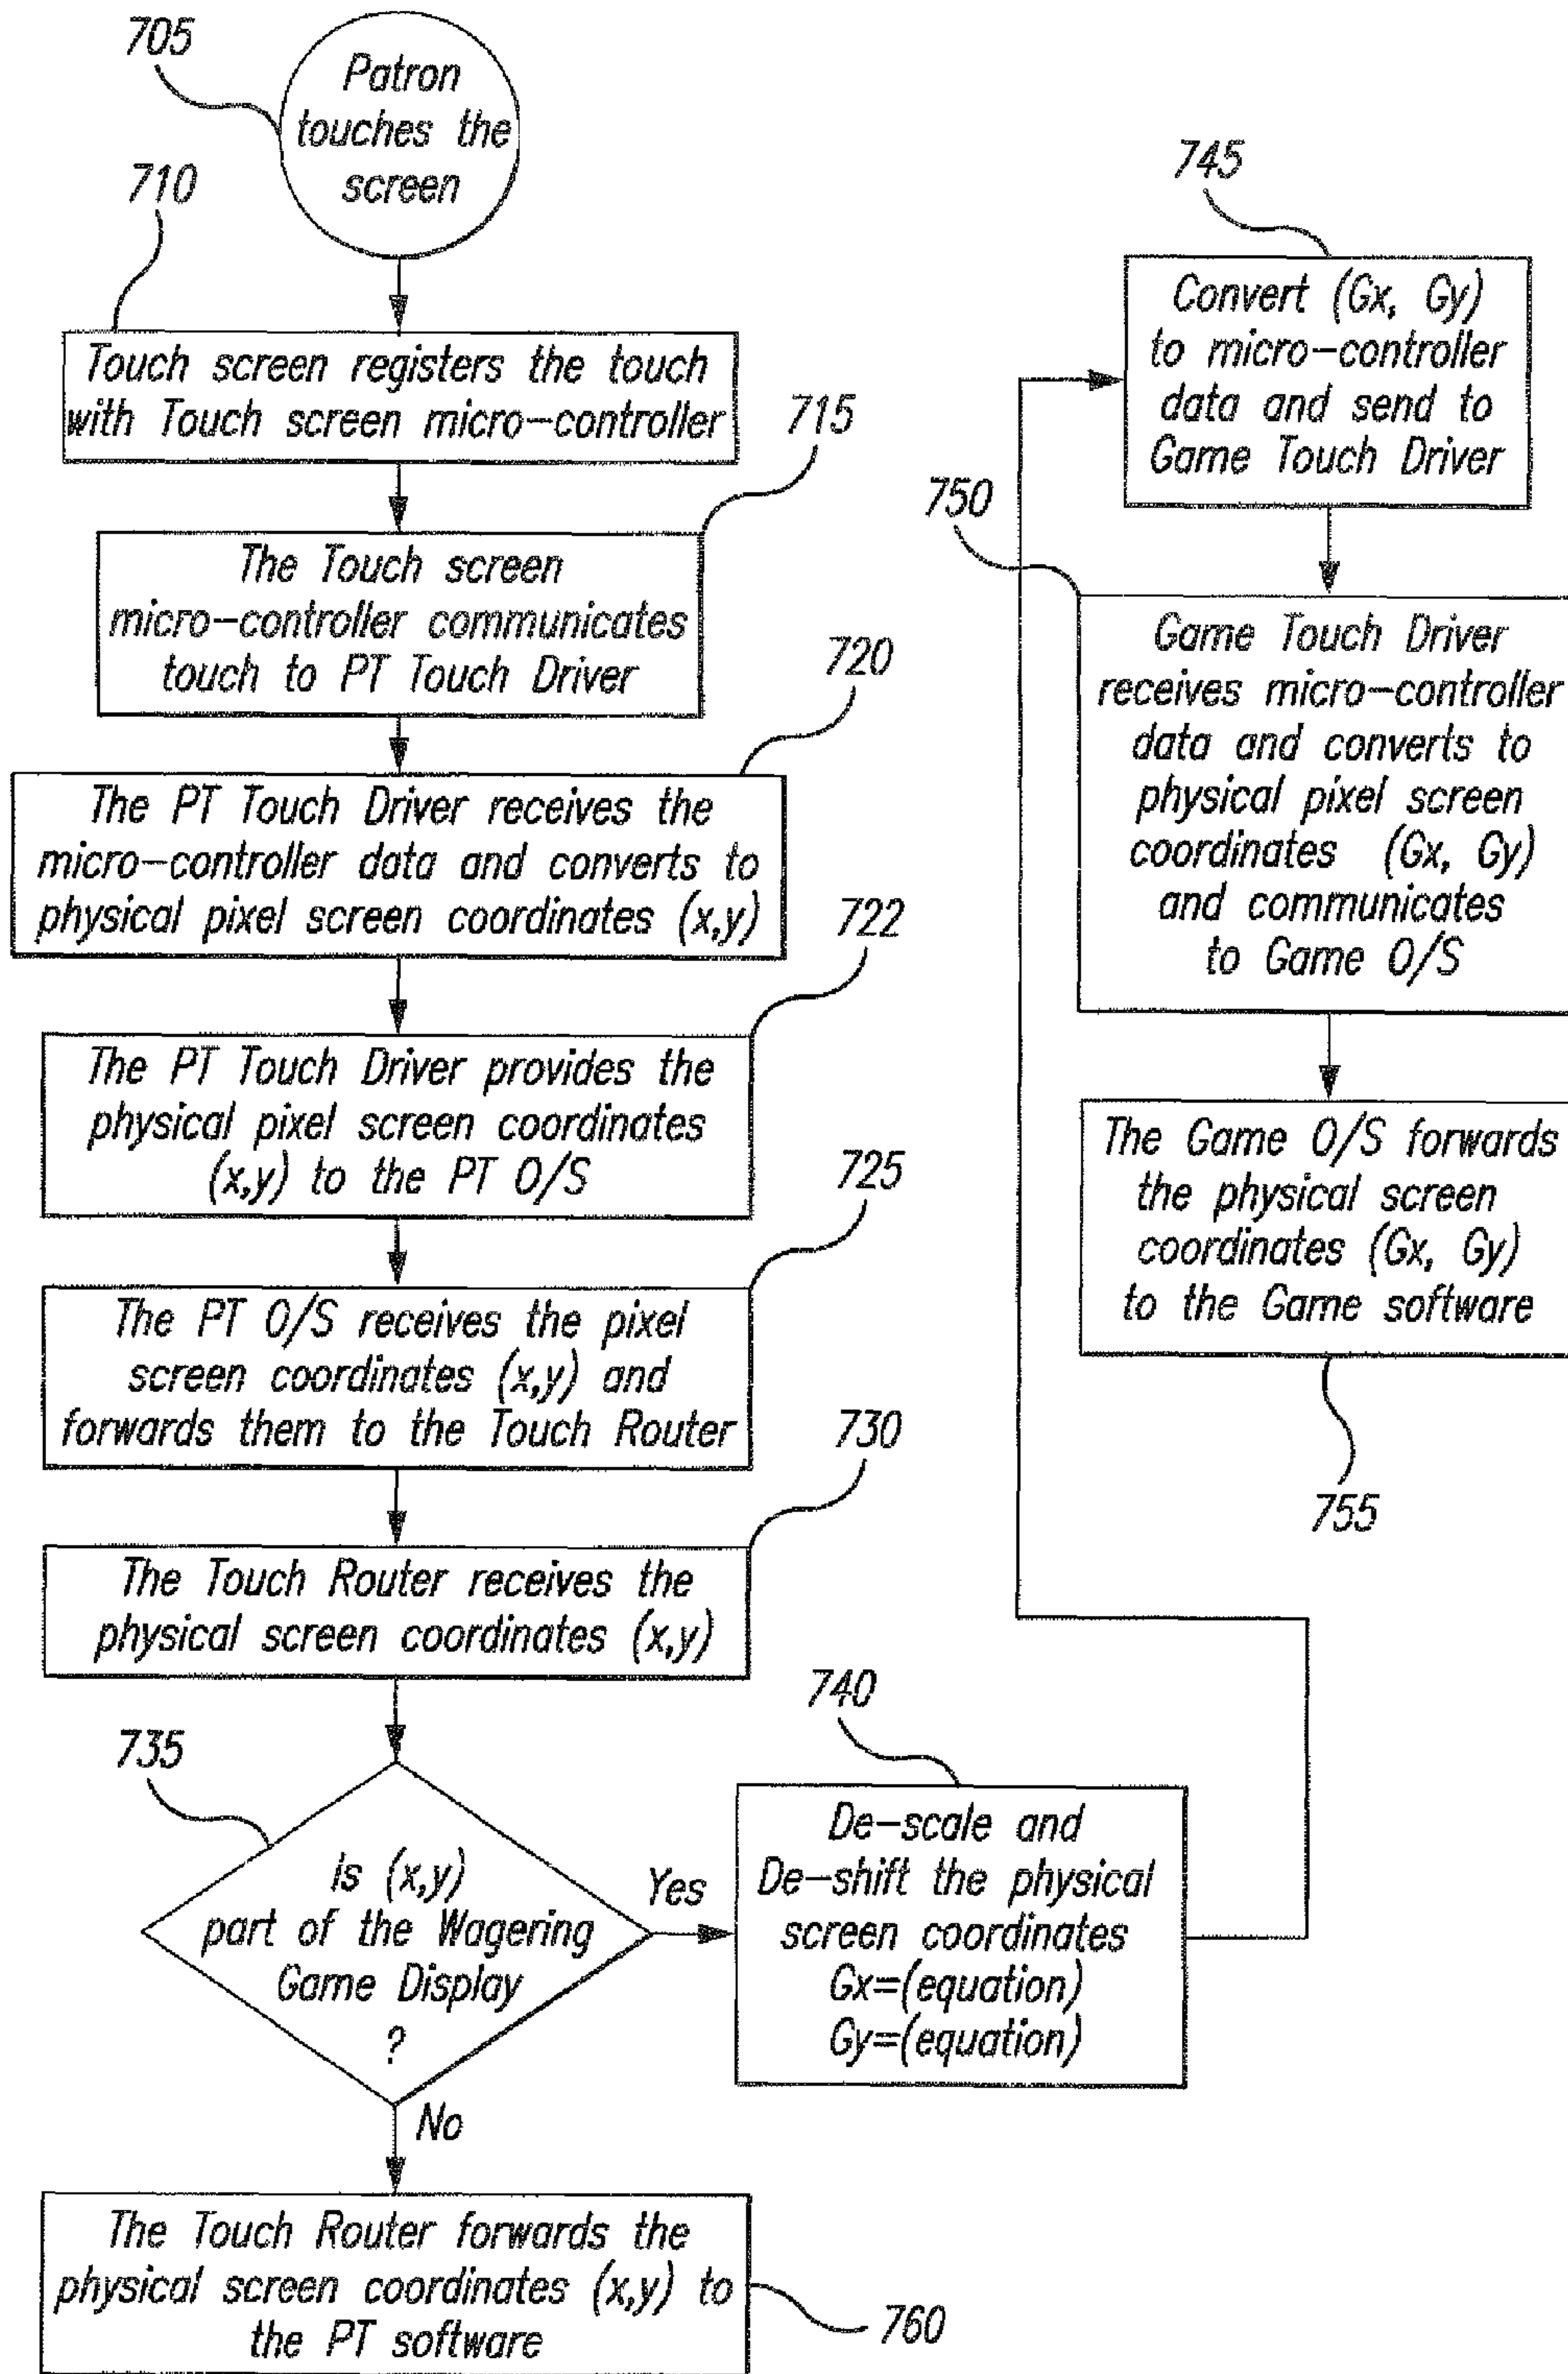 705
Patron
touches the
screen
710
Touch screen registers the touch
with Touch screen micro-controller
715
The Touch screen
micro-controller communicates
touch to PT Touch Driver
720
The PT Touch Driver receives the
micro-controller data and converts to
physical pixel screen coordinates (x,y)
722
The PT Touch Driver provides the
physical pixel screen coordinates
(x,y) to the PT O/S
725
The PT O/S receives the pixel
screen coordinates (x,y) and
forwards them to the Touch Router
730
The Touch Router receives the
physical screen coordinates (x,y)
735
is (x,y)
part of the Wagering
Game Display
?
Yes
No
740
De-scale and
De-shift the physical
screen coordinates
Gx=(equation)
Gy=(equation)
745
Convert (Gx, Gy)
to micro-controller
data and send to
Game Touch Driver
750
Game Touch Driver
receives micro-controller
data and converts to
physical pixel screen
coordinates (Gx, Gy)
and communicates
to Game O/S
The Game O/S forwards
the physical screen
coordinates (Gx, Gy)
to the Game software
755
The Touch Router forwards the
physical screen coordinates (x,y) to
the PT software
760